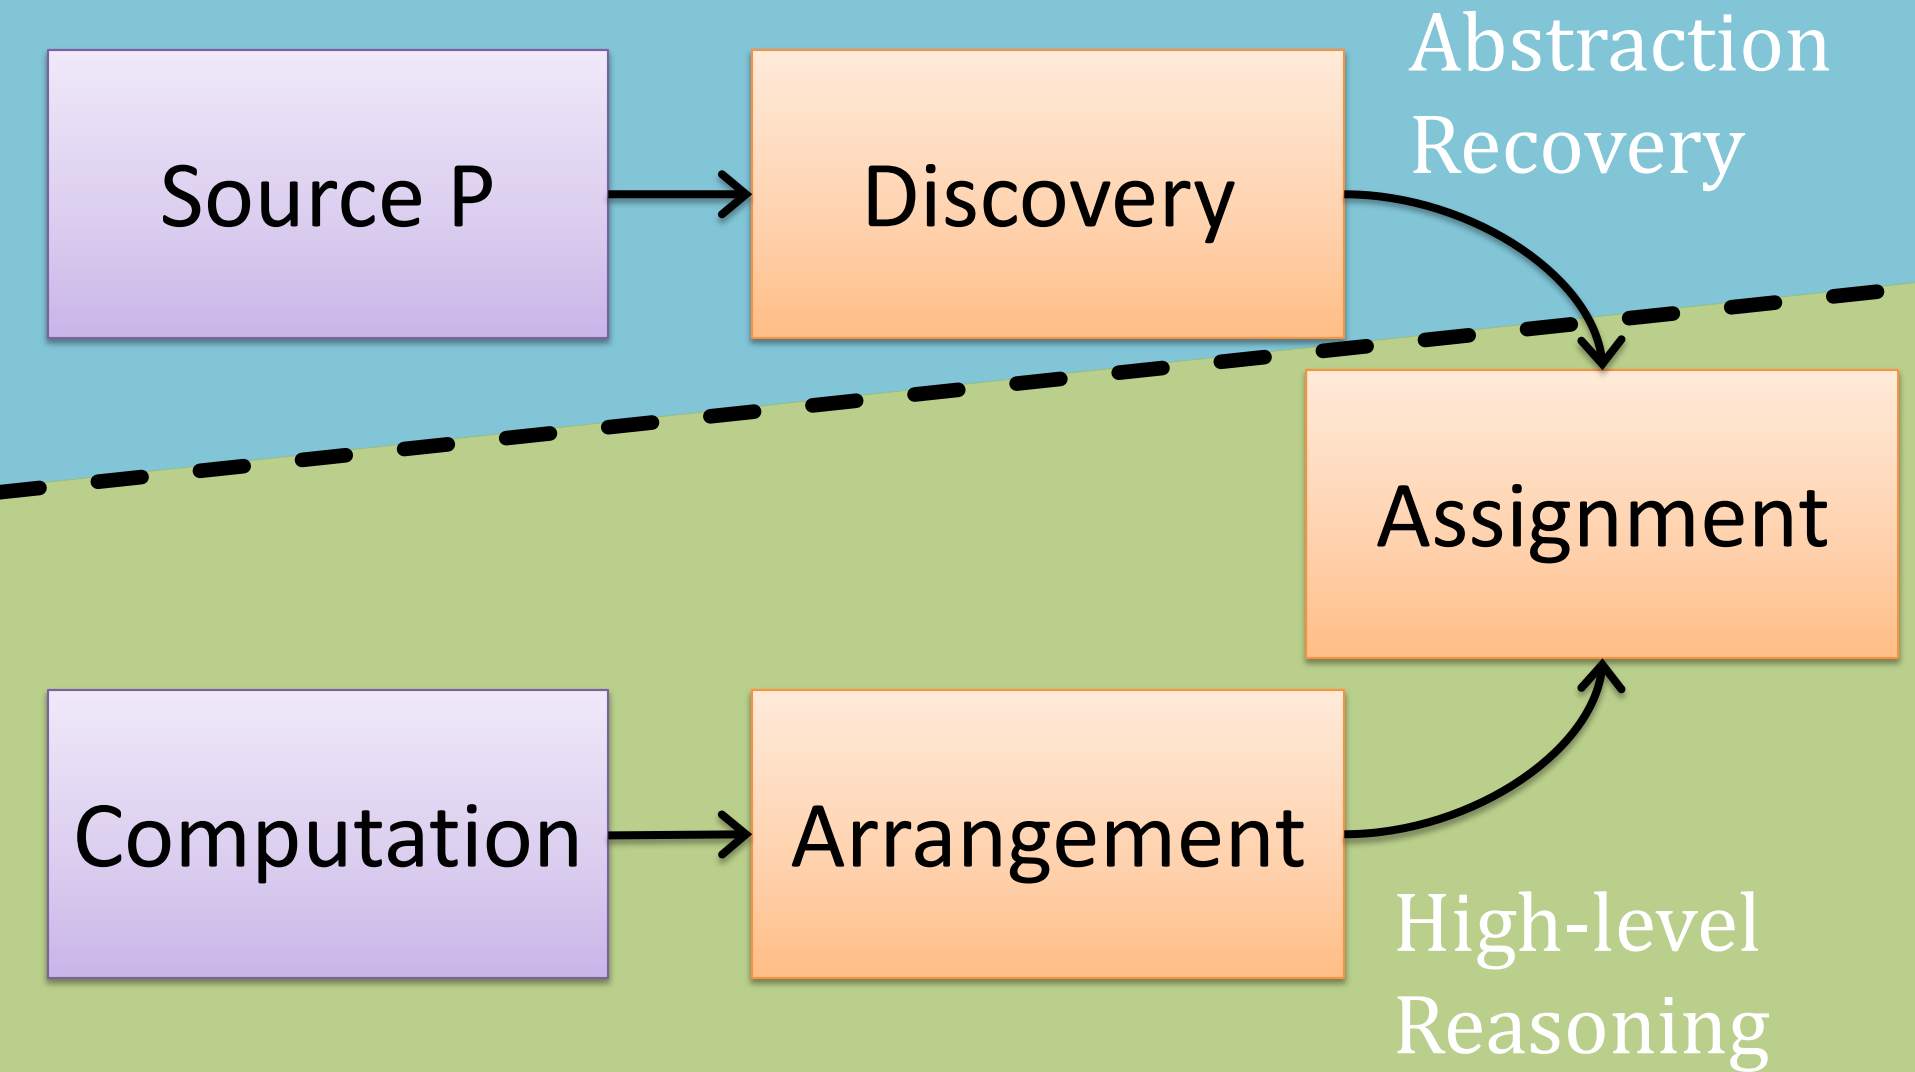 Abstraction
Recovery
Source P
Discovery
Assignment
Computation
Arrangement
High-level
Reasoning